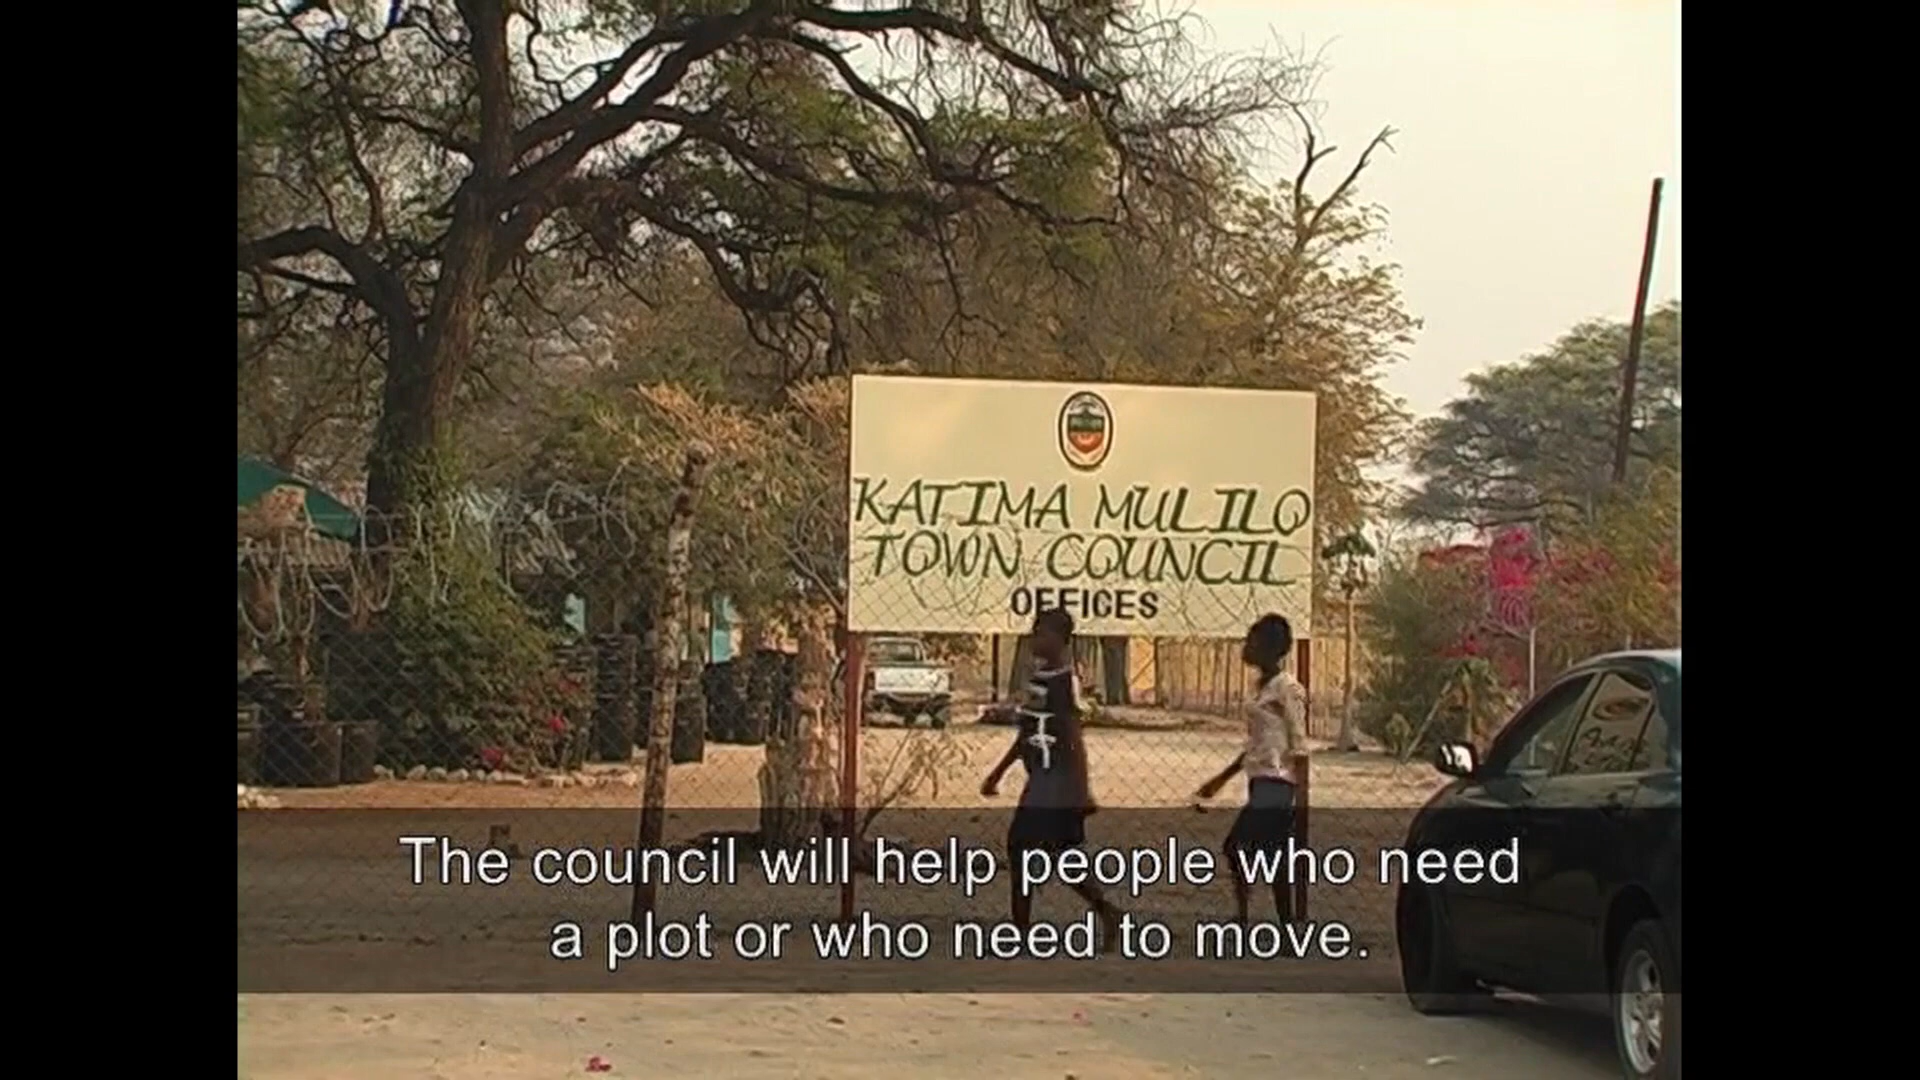 KATIMA MULILO
TOWN COUNCIL
OFFICES
The council will help people who need
a plot or who need to move.